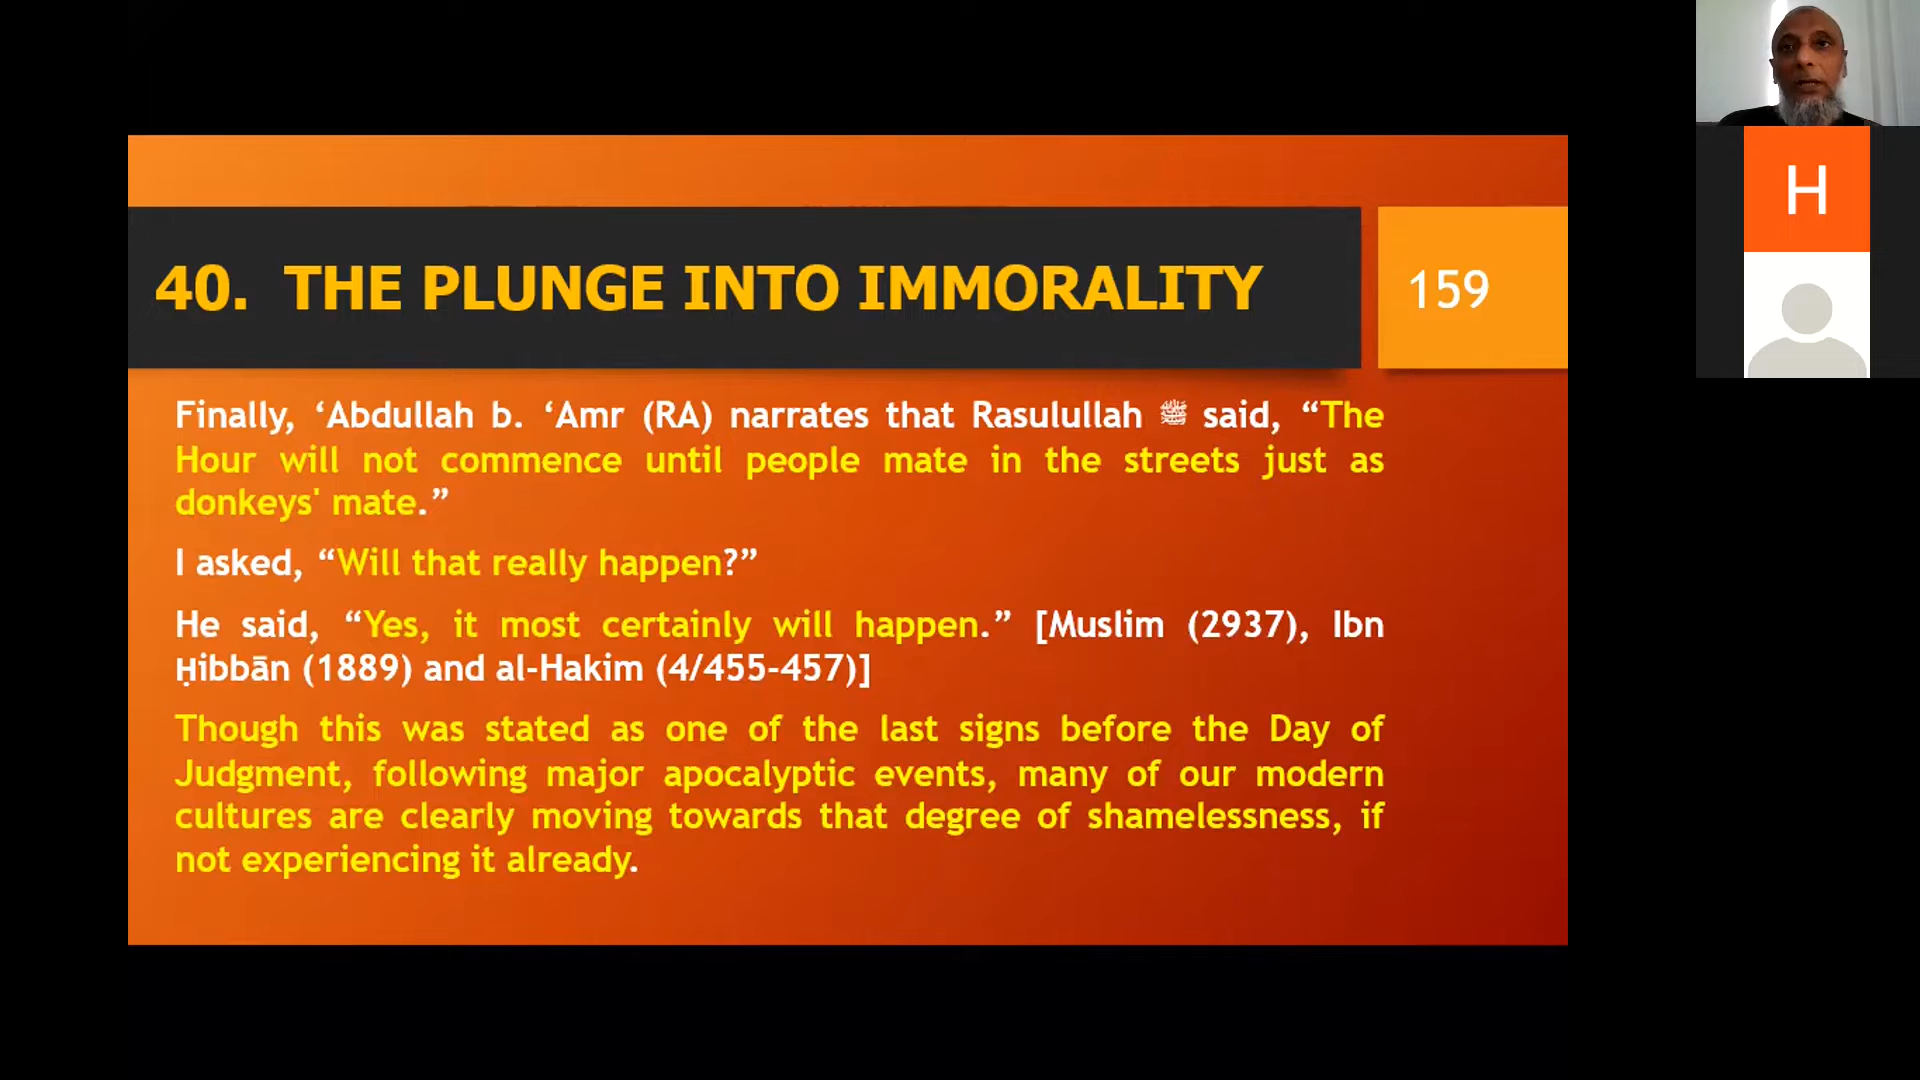 40. THE PLUNGE INTO IMMORALITY
159
Finally, ‘Abdullah b. ‘Amr (RA) narrates that Rasulullah ﷺ said, “The
Hour will not commence until people mate in the streets just as
donkeys' mate.”
I asked, “Will that really happen?”
He said, “Yes, it most certainly will happen.” [Muslim (2937), Ibn
Ḥibbān (1889) and al-Hakim (4/455-457)]
Though this was stated as one of the last signs before the Day of
Judgment, following major apocalyptic events, many of our modern
cultures are clearly moving towards that degree of shamelessness, if
not experiencing it already.
H